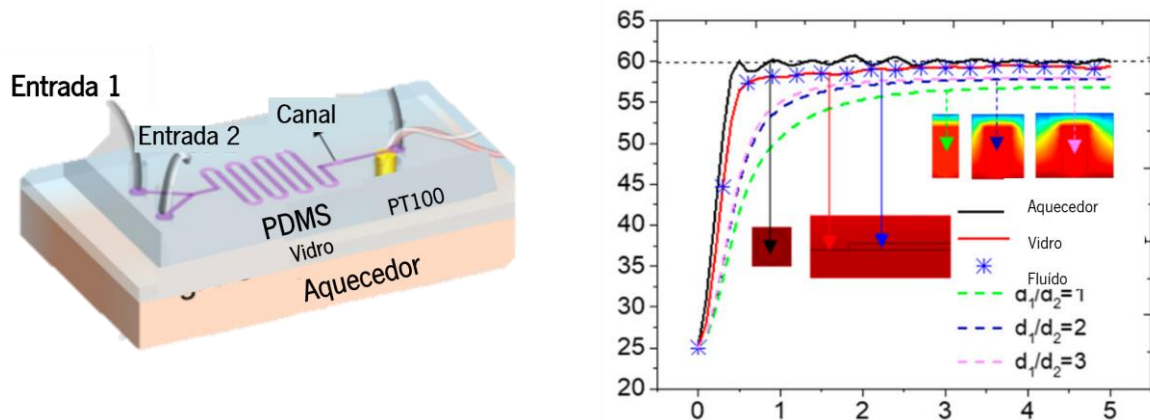 Entrada 1
Entrada 2
Canal
PDMS
PT100
Vidro
Aquecedor
65
60
55
50
45
40
35
30
25
20
0
1
2
3
4
5
Aquecedor
Vidro
Fluído
d₁/d₂=1
d₁/d₂=2
d₁/d₂=3